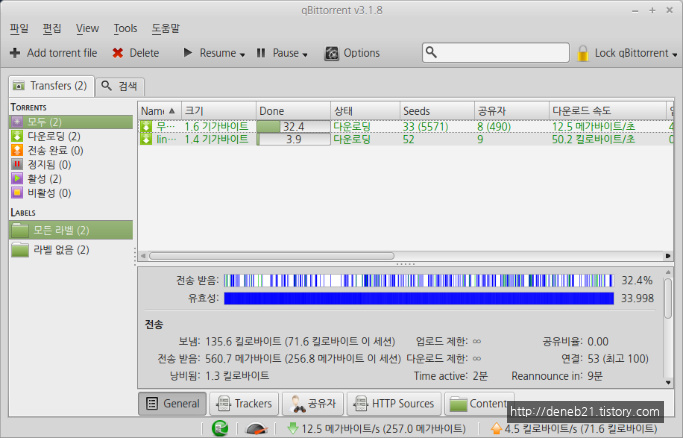 qBittorrent v3.1.8
파일 편집 View Tools 도움말
Add torrent file Delete Resume Pause Options Lock qBittorrent
Transfers (2) 검색
TORRENTS
모두 (2)
다운로딩 (2)
전송 완료 (0)
정지됨 (0)
활성 (2)
비활성 (0)
LABELS
모든 라벨 (2)
라벨 없음 (2)
Name 크기 Done 상태 Seeds 공유자 다운로드 속도
무… 1.6 기가바이트 32.4 다운로딩 33 (5571) 8 (490) 12.5 메가바이트/초 4
lin… 1.4 기가바이트 3.9 다운로딩 52 9 50.2 킬로바이트/초
전송 받음: 32.4%
유효성: 33.998
전송
보냄: 135.6 킬로바이트 (71.6 킬로바이트 이 세션) 업로드 제한: ∞ 공유비율: 0.00
전송 받음: 560.7 메가바이트 (256.8 메가바이트 이 세션) 다운로드 제한: ∞ 연결: 53 (최고 100)
낭비됨: 1.3 킬로바이트 Time active: 2분 Reannounce in: 9분
General Trackers 공유자 HTTP Sources Content
http://deneb21.tistory.com
12.5 메가바이트/s (257.0 메가바이트) 4.5 킬로바이트/s (71.6 킬로바이트)